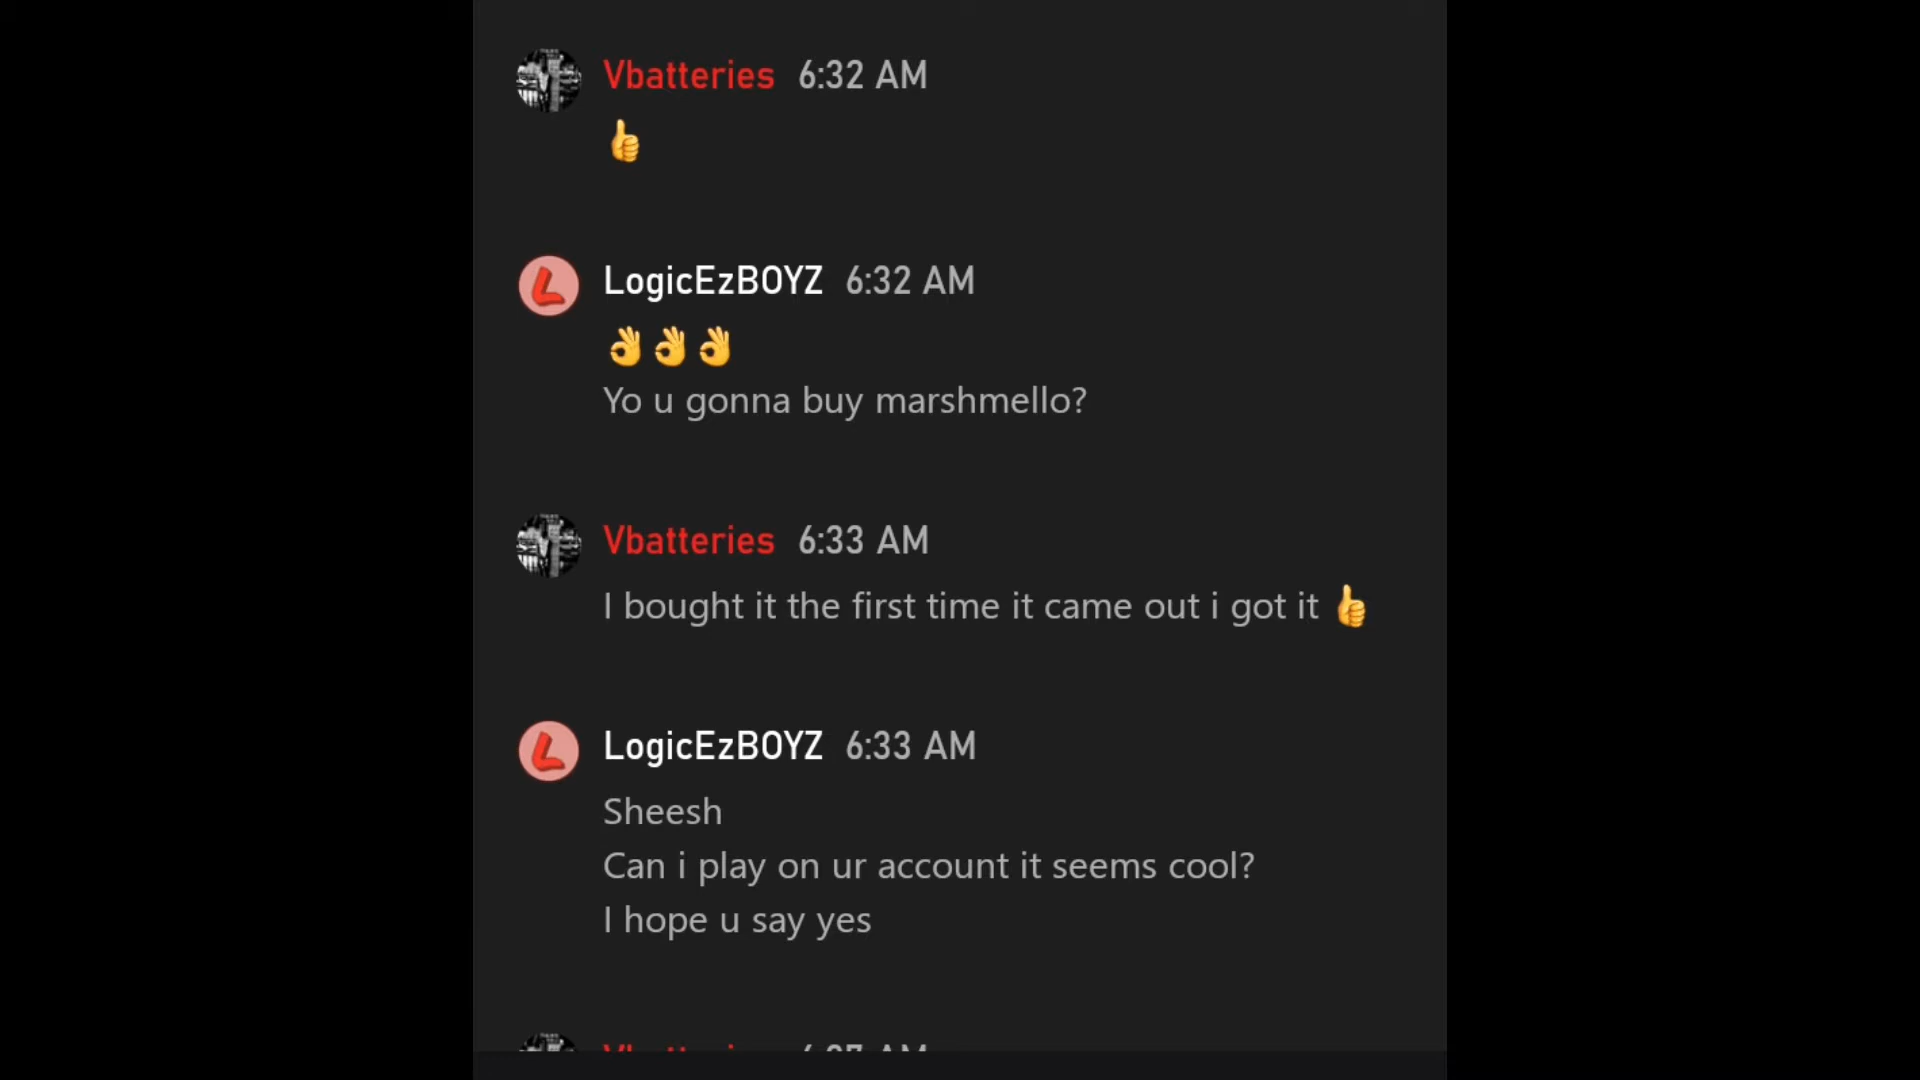 Vbatteries 6:32 AM
👍
LogicEzBOYZ 6:32 AM
👌👌👌
Yo u gonna buy marshmello?
Vbatteries 6:33 AM
I bought it the first time it came out i got it 👍
LogicEzBOYZ 6:33 AM
Sheesh
Can i play on ur account it seems cool?
I hope u say yes